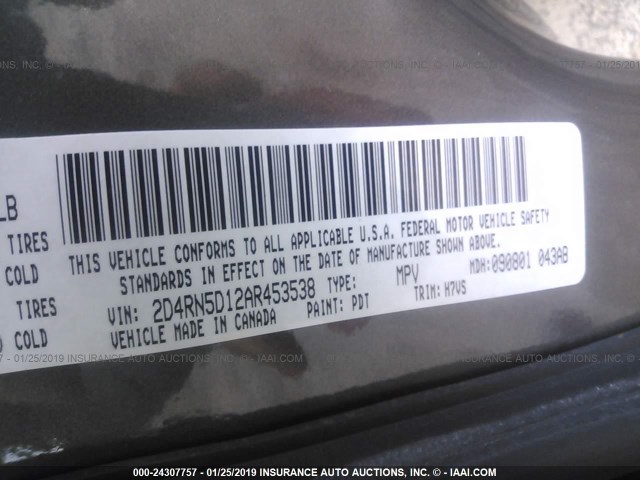 LB
TIRES
COLD
TIRES
COLD
THIS VEHICLE CONFORMS TO ALL APPLICABLE U.S.A. FEDERAL MOTOR VEHICLE SAFETY
STANDARDS IN EFFECT ON THE DATE OF MANUFACTURE SHOWN ABOVE.
VIN: 2D4RN5D12AR453538 TYPE: MPV MDH:090801 043AB
VEHICLE MADE IN CANADA PAINT: PDT TRIM: H7VS
000-24307757 - 01/25/2019 INSURANCE AUTO AUCTIONS, INC. - © - WWW.IAAI.COM